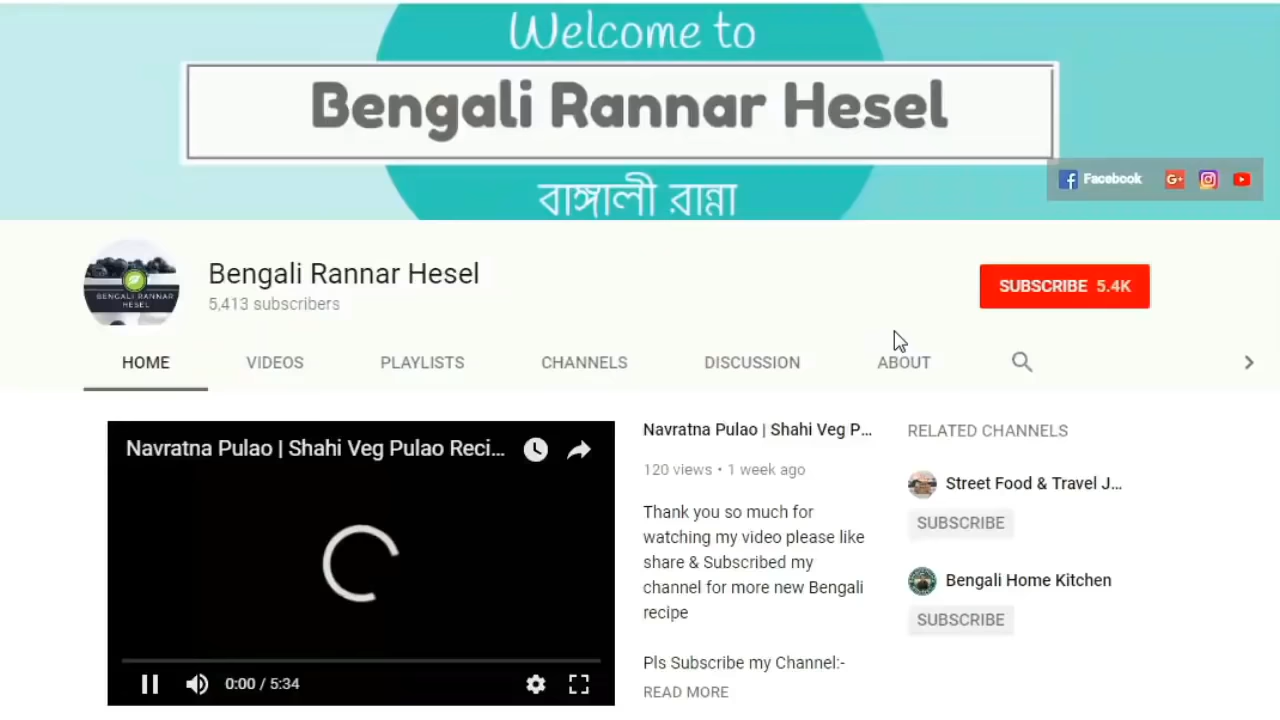 Welcome to
Bengali Rannar Hesel
বাঙ্গালী রান্না
Facebook
G+
BENGALI RANNAR
HESEL
Bengali Rannar Hesel
5,413 subscribers
SUBSCRIBE 5.4K
HOME VIDEOS PLAYLISTS CHANNELS DISCUSSION ABOUT
Navratna Pulao | Shahi Veg Pulao Reci...
0:00 / 5:34
Navratna Pulao | Shahi Veg P...
120 views • 1 week ago
Thank you so much for
watching my video please like
share & Subscribed my
channel for more new Bengali
recipe
Pls Subscribe my Channel:-
READ MORE
RELATED CHANNELS
Street Food & Travel J...
SUBSCRIBE
Bengali Home Kitchen
SUBSCRIBE